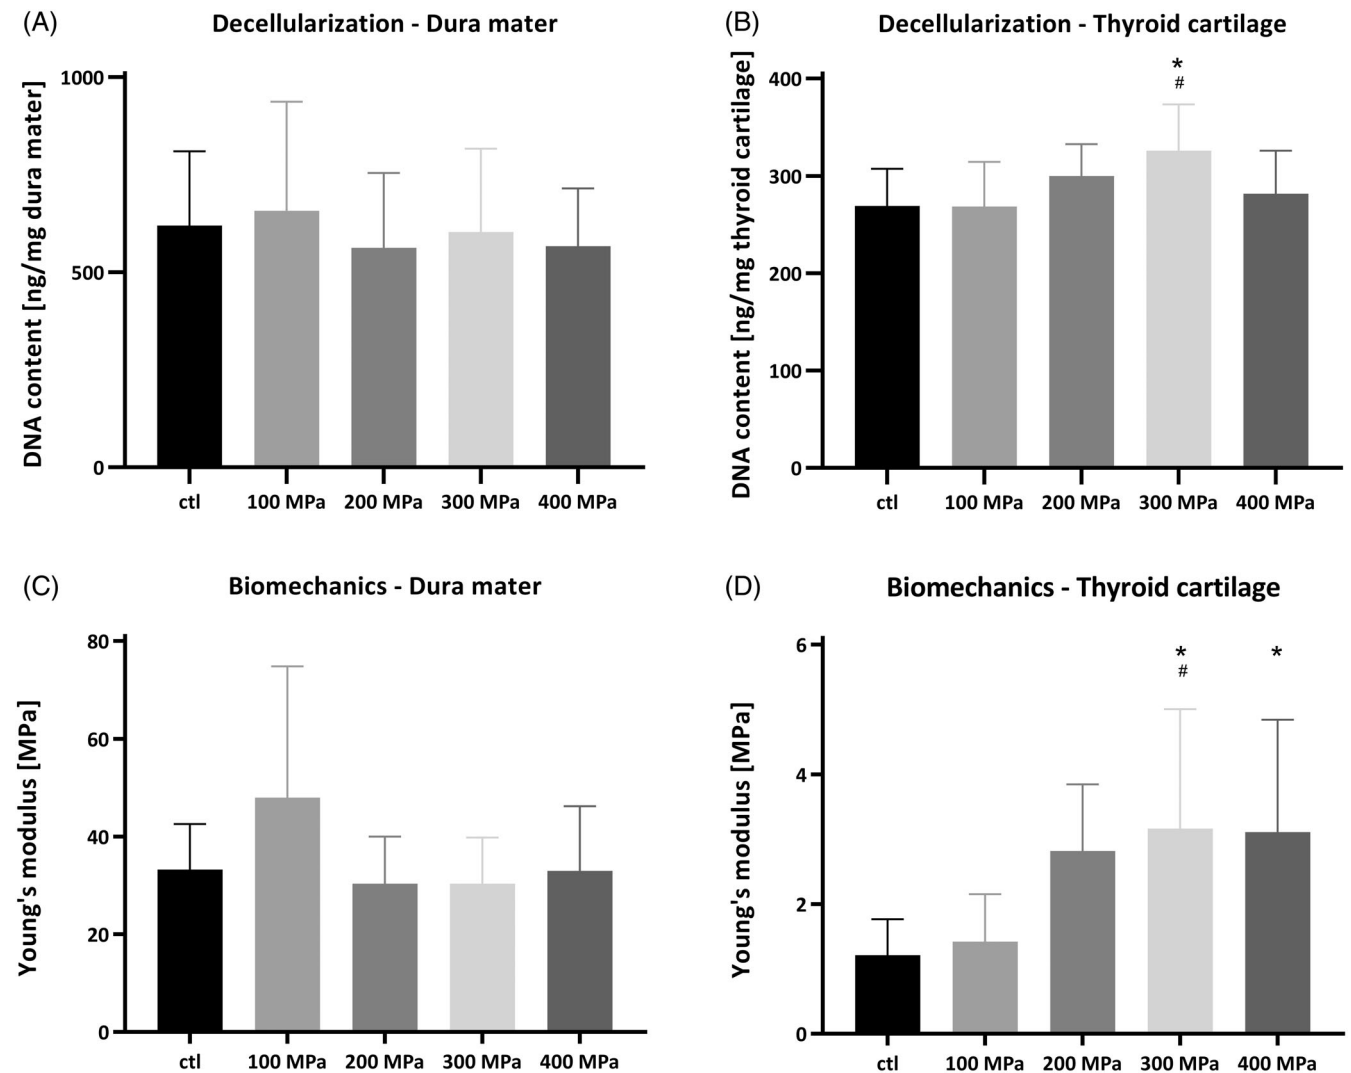 (A)
Decellularization - Dura mater
DNA content [ng/mg dura mater]
1000
500
0
ctl
100 MPa
200 MPa
300 MPa
400 MPa
(B)
Decellularization - Thyroid cartilage
DNA content [ng/mg thyroid cartilage]
400
300
200
100
0
*
#
ctl
100 MPa
200 MPa
300 MPa
400 MPa
(C)
Biomechanics - Dura mater
Young's modulus [MPa]
80
60
40
20
0
ctl
100 MPa
200 MPa
300 MPa
400 MPa
(D)
Biomechanics - Thyroid cartilage
Young's modulus [MPa]
6
4
2
0
*
#
*
ctl
100 MPa
200 MPa
300 MPa
400 MPa